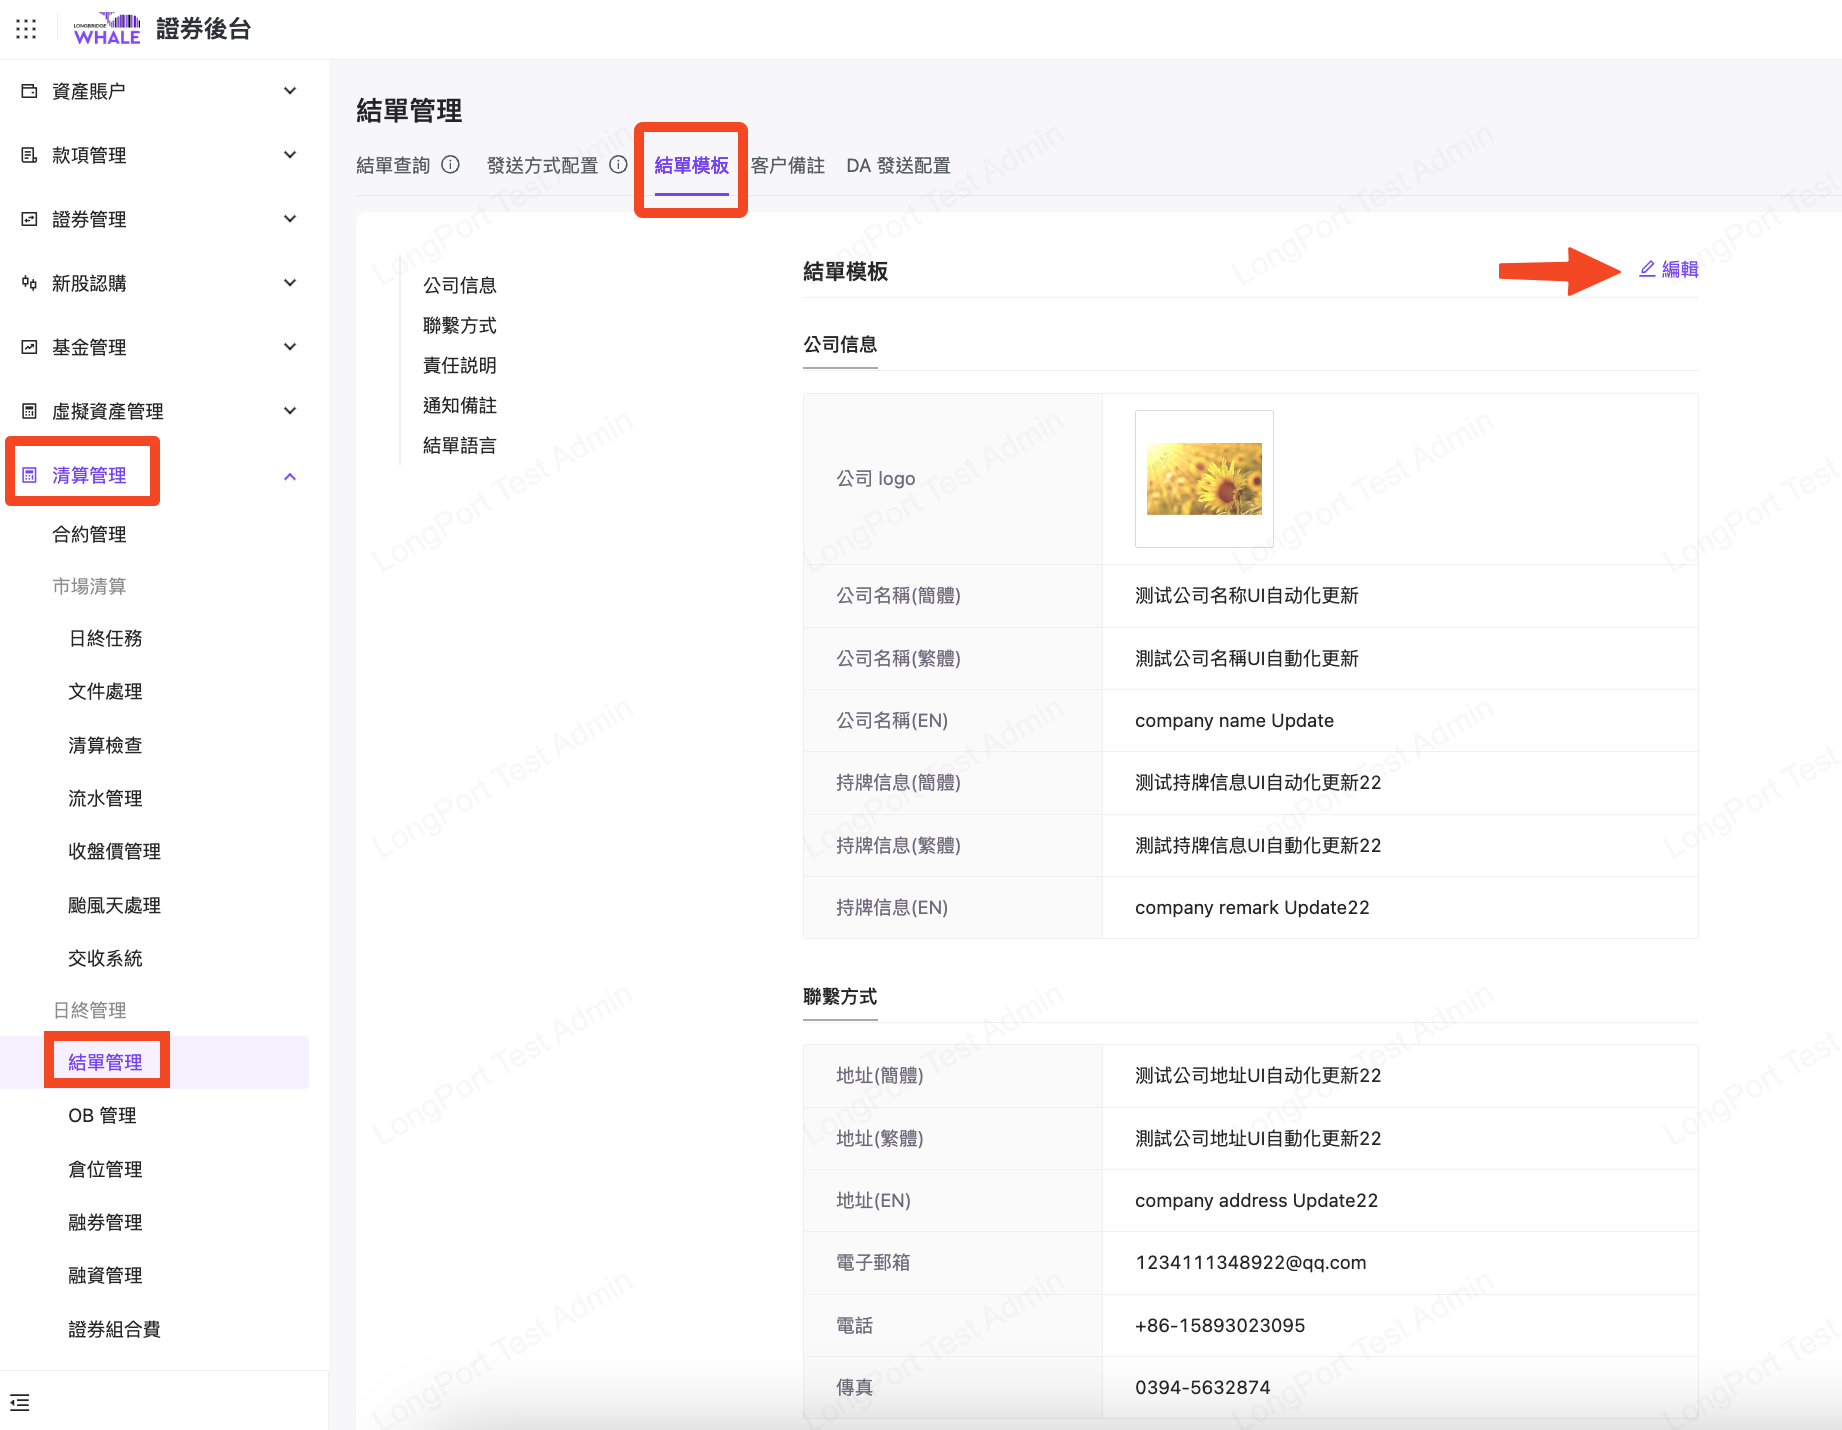 LONGBRIDGE
WHALE
證券後台
資產賬户
款項管理
證券管理
新股認購
基金管理
虛擬資產管理
清算管理
合約管理
市場清算
日終任務
文件處理
清算檢查
流水管理
收盤價管理
颱風天處理
交收系統
日終管理
結單管理
OB 管理
倉位管理
融券管理
融資管理
證券組合費
結單管理
結單查詢 發送方式配置 結單模板 客户備註 DA 發送配置
公司信息
聯繫方式
責任説明
通知備註
結單語言
結單模板 編輯
公司信息
公司 logo
公司名稱(簡體) 测试公司名称UI自动化更新
公司名稱(繁體) 測試公司名稱UI自動化更新
公司名稱(EN) company name Update
持牌信息(簡體) 测试持牌信息UI自动化更新22
持牌信息(繁體) 測試持牌信息UI自動化更新22
持牌信息(EN) company remark Update22
聯繫方式
地址(簡體) 测试公司地址UI自动化更新22
地址(繁體) 測試公司地址UI自動化更新22
地址(EN) company address Update22
電子郵箱 1234111348922@qq.com
電話 +86-15893023095
傳真 0394-5632874
LongPort Test Admin